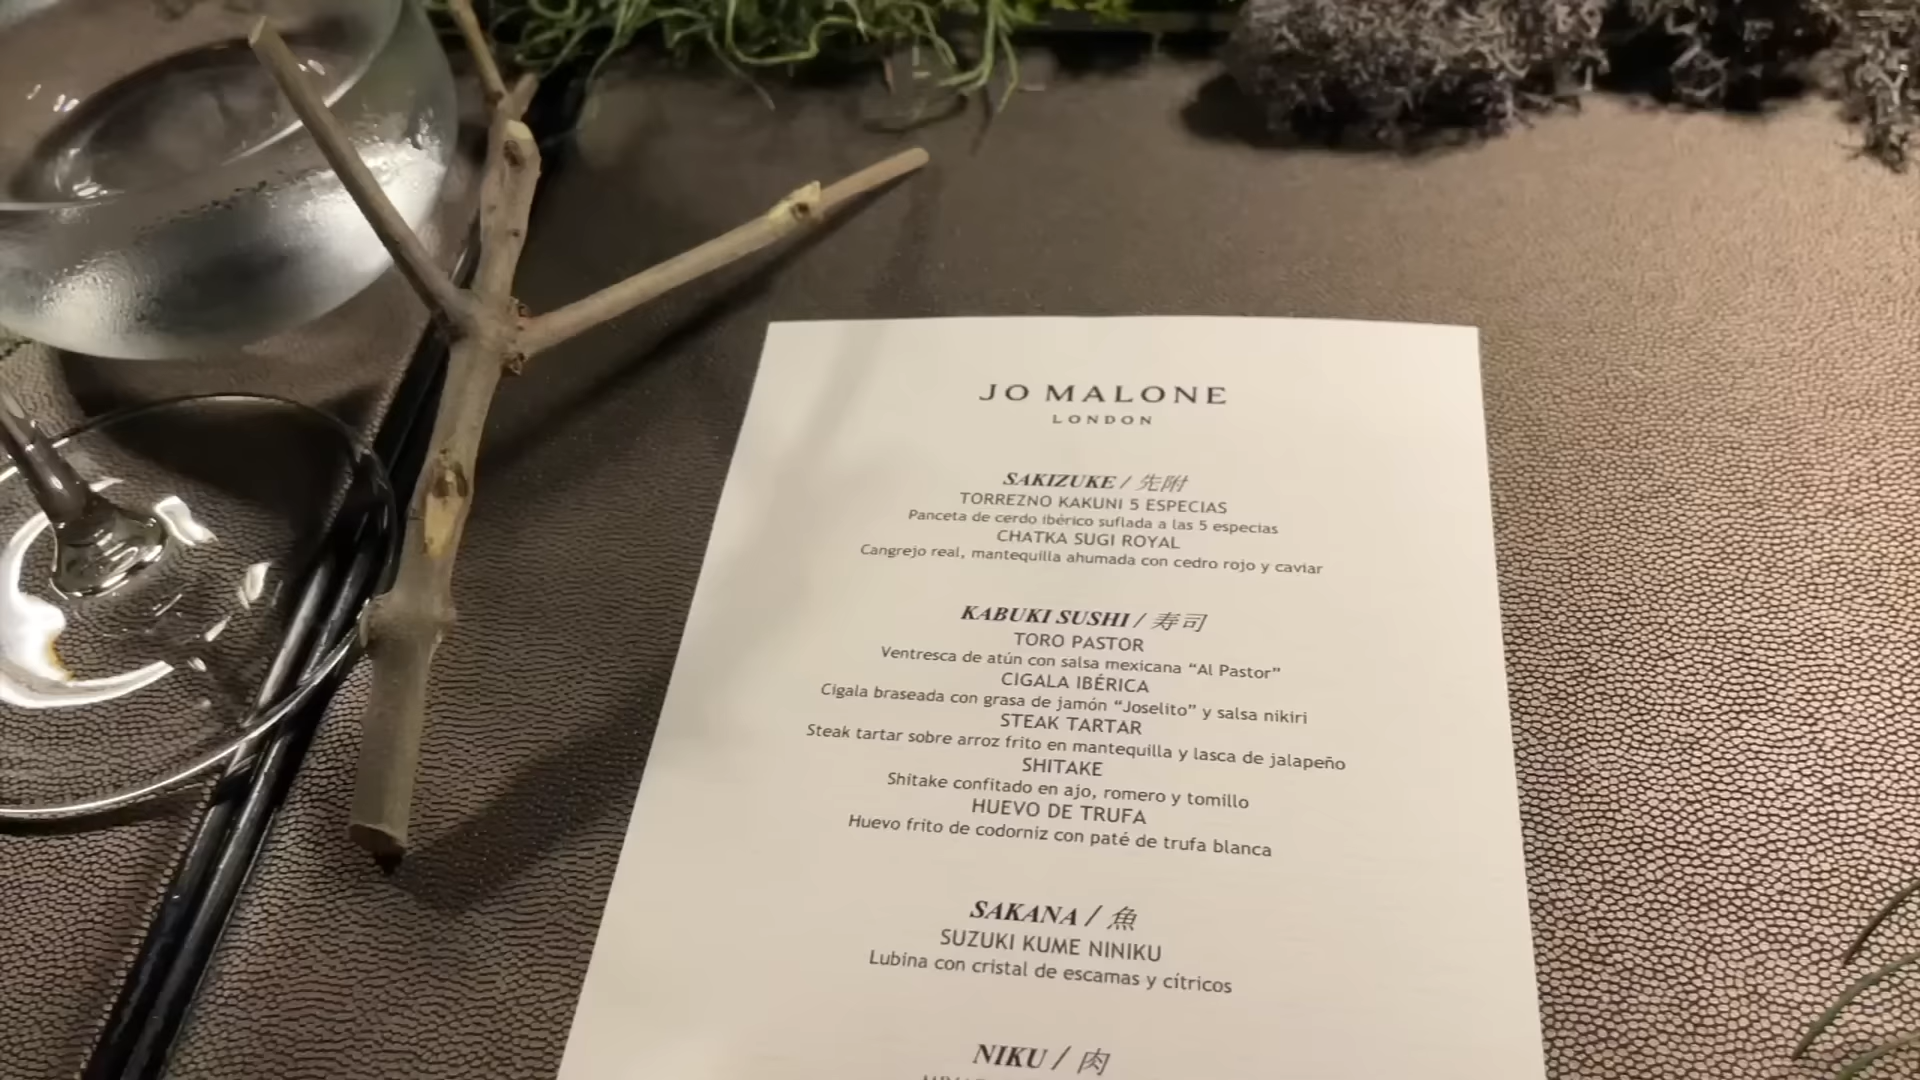 JO MALONE
LONDON
SAKIZUKE / 先附
TORREZNO KAKUNI 5 ESPECIAS
Panceta de cerdo ibérico suflada a las 5 especias
CHATKA SUGI ROYAL
Cangrejo real, mantequilla ahumada con cedro rojo y caviar
KABUKI SUSHI / 寿司
TORO PASTOR
Ventresca de atún con salsa mexicana “Al Pastor”
CIGALA IBÉRICA
Cigala braseada con grasa de jamón “Joselito” y salsa nikiri
STEAK TARTAR
Steak tartar sobre arroz frito en mantequilla y lasca de jalapeño
SHITAKE
Shitake confitado en ajo, romero y tomillo
HUEVO DE TRUFA
Huevo frito de codorniz con paté de trufa blanca
SAKANA / 魚
SUZUKI KUME NINIKU
Lubina con cristal de escamas y cítricos
NIKU / 肉